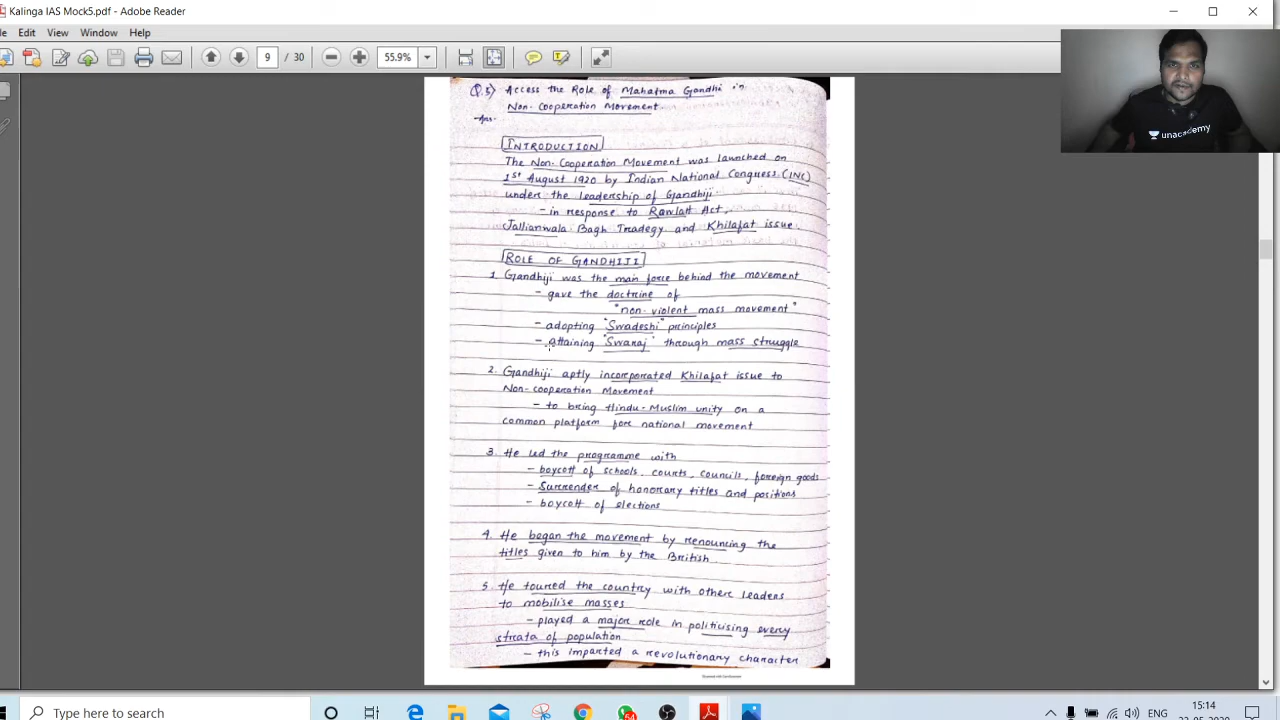 Kalinga IAS Mock5.pdf - Adobe Reader
Edit View Window Help
9 / 30 55.9%
unacademy
Q.5) Access the Role of Mahatma Gandhi in
Non-Cooperation Movement.
-Ans-
INTRODUCTION
The Non-Cooperation Movement was launched on
1st August 1920 by Indian National Congress (INC)
under the leadership of Gandhiji
- in response to Rawlatt Act,
Jallianwala Bagh Treadegy and Khilafat issue.
ROLE OF GANDHIJI
1. Gandhiji was the main force behind the movement
- gave the doctrine of
"non-violent mass movement"
- adopting "Swadeshi" principles
- attaining "Swaraj" through mass struggle
2. Gandhiji aptly incorporated Khilafat issue to
Non-cooperation Movement
- to bring Hindu-Muslim unity on a
common platform fore national movement
3. He led the programme with
- boycott of schools, courts, councils, foreign goods
- Surrender of honorary titles and positions
- boycott of elections
4. He began the movement by renouncing the
titles given to him by the British
5. He toured the country with other leaders
to mobilise masses
- played a major role in politicising every
strata of population
- this imparted a revolutionary character
Type here to search
ENG
15:14
22-05-2020